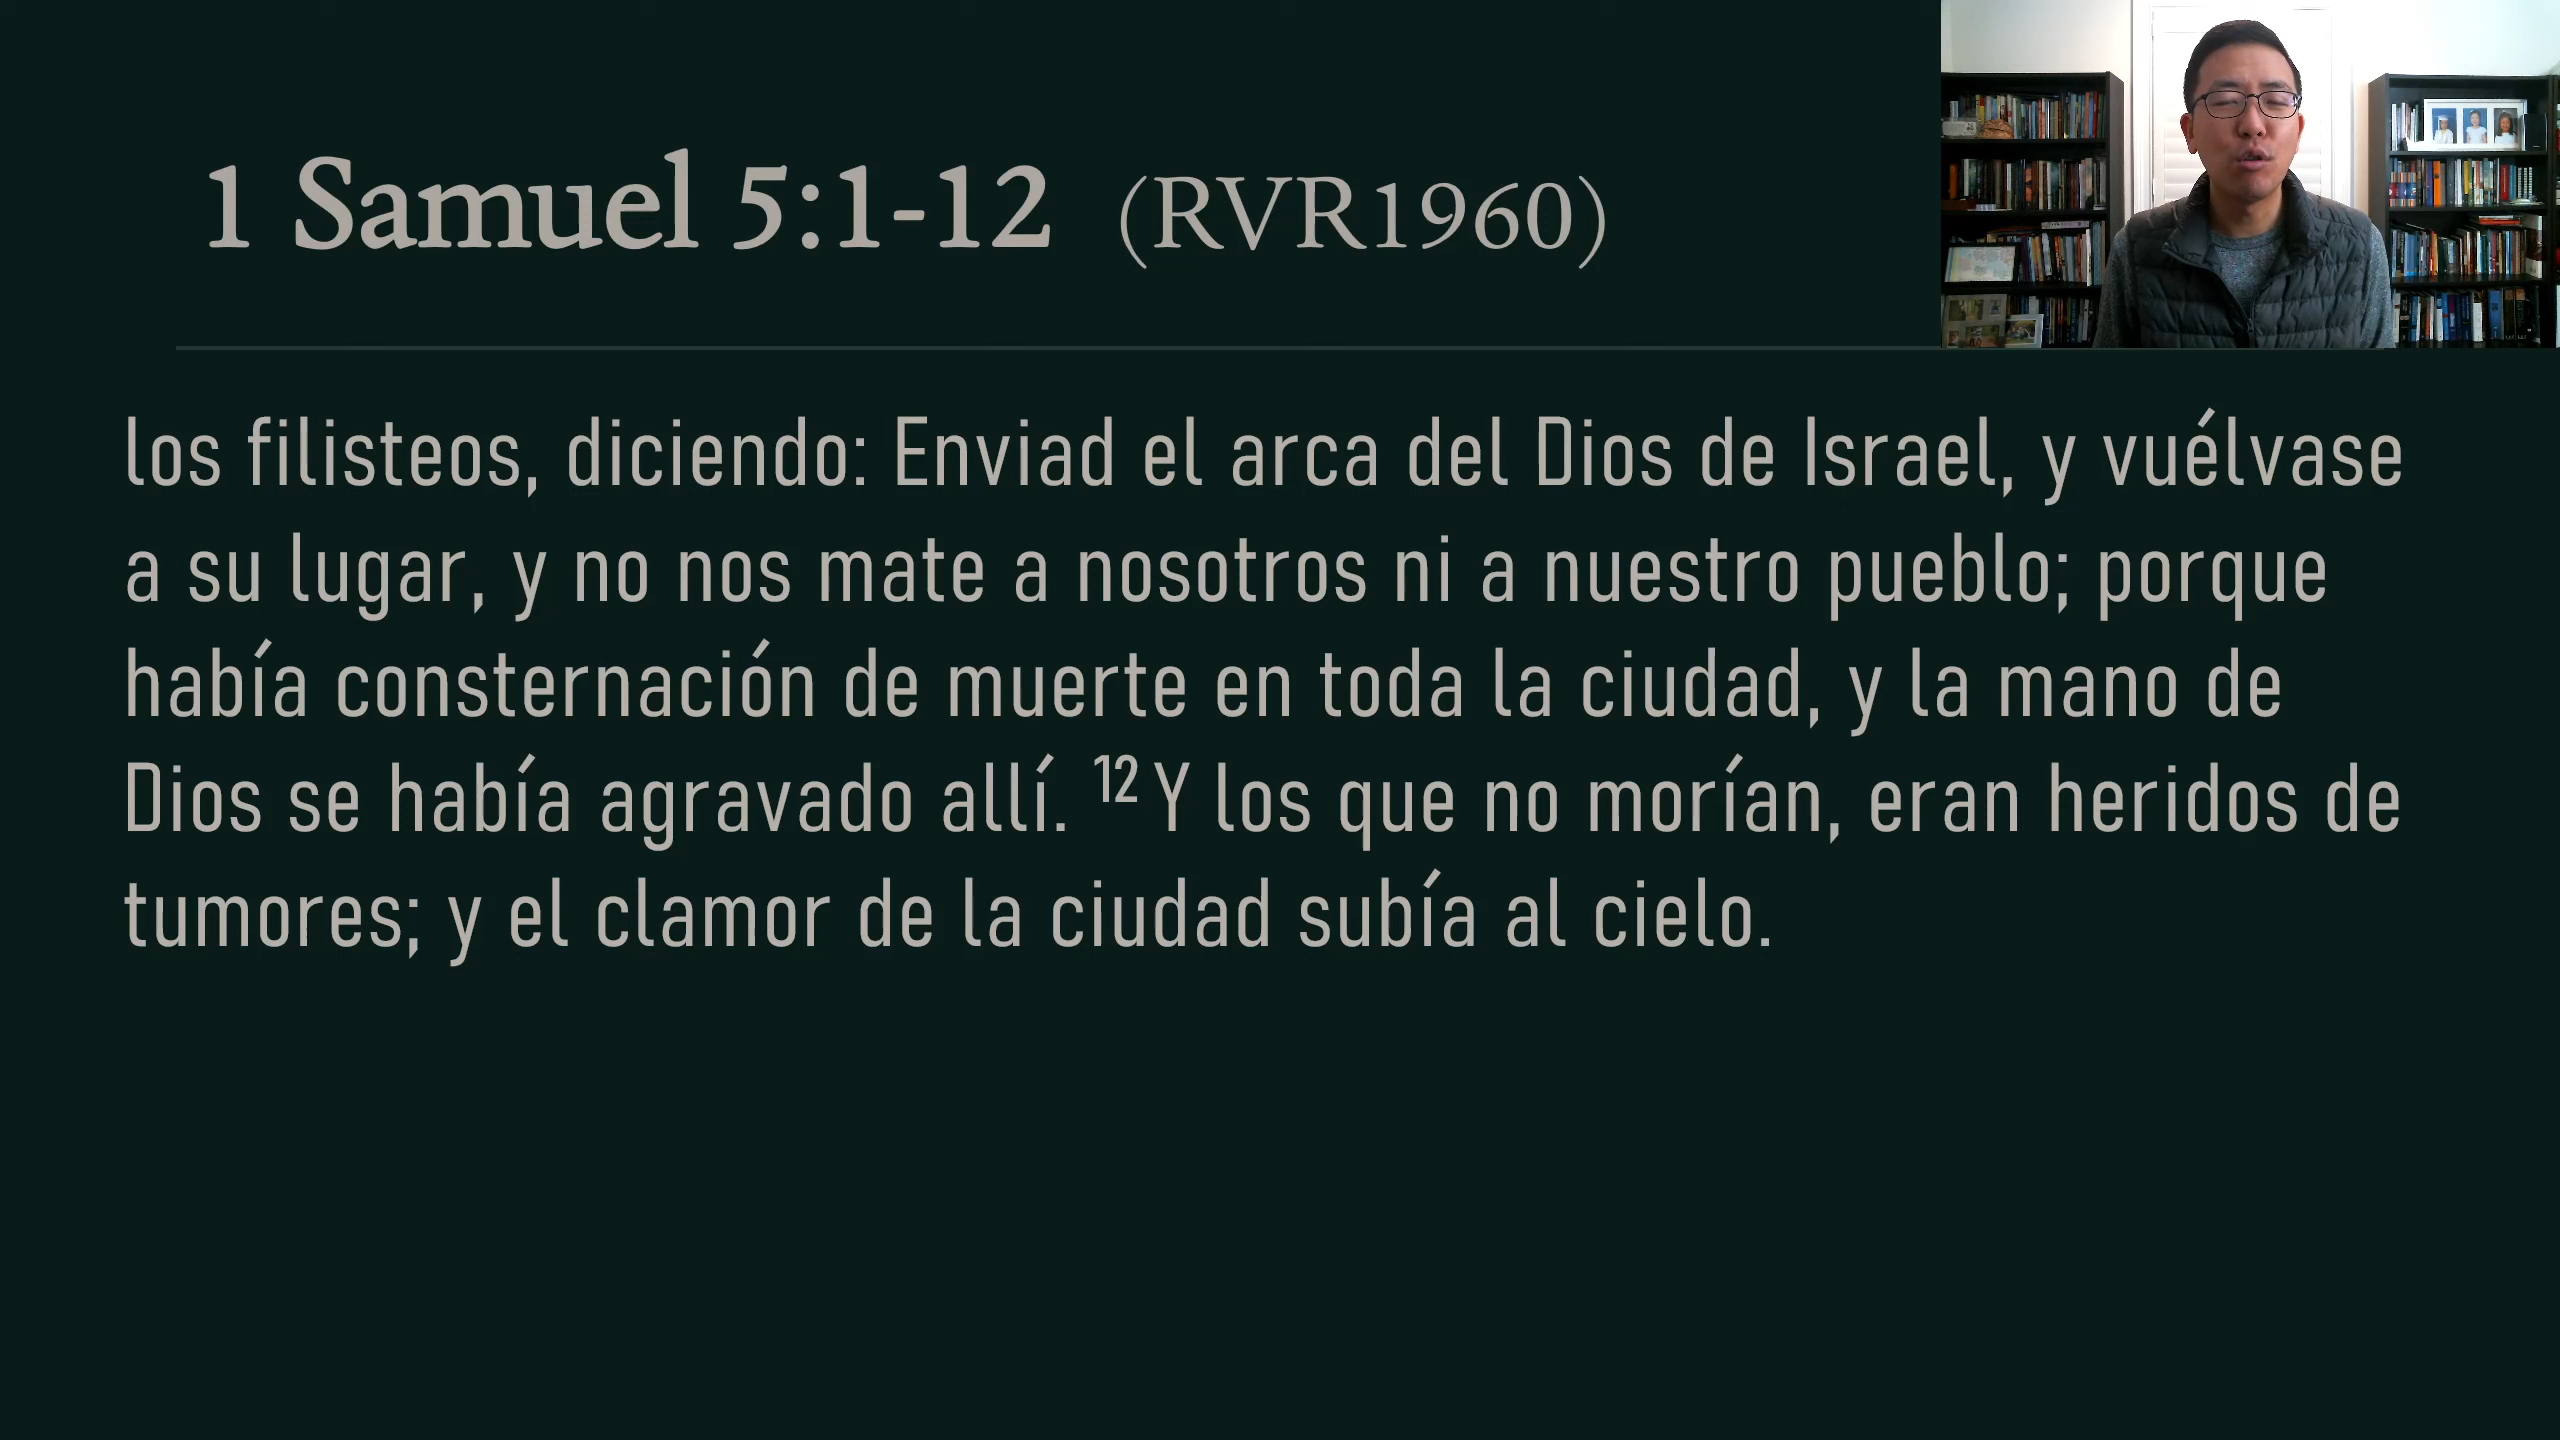 1 Samuel 5:1-12 (RVR1960)
los filisteos, diciendo: Enviad el arca del Dios de Israel, y vuélvase
a su lugar, y no nos mate a nosotros ni a nuestro pueblo; porque
había consternación de muerte en toda la ciudad, y la mano de
Dios se había agravado allí. ¹² Y los que no morían, eran heridos de
tumores; y el clamor de la ciudad subía al cielo.